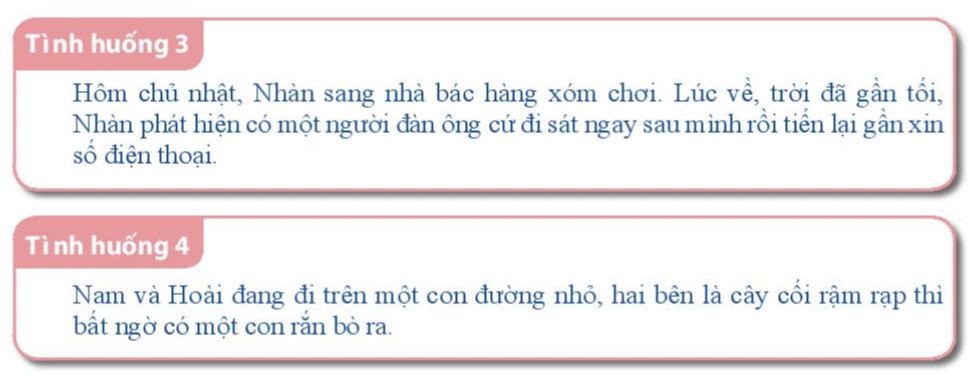 Tình huống 3
Hôm chủ nhật, Nhàn sang nhà bác hàng xóm chơi. Lúc về, trời đã gần tối,
Nhàn phát hiện có một người đàn ông cứ đi sát ngay sau mình rồi tiến lại gần xin
số điện thoại.
Tình huống 4
Nam và Hoài đang đi trên một con đường nhỏ, hai bên là cây cối rậm rạp thì
bất ngờ có một con rắn bò ra.